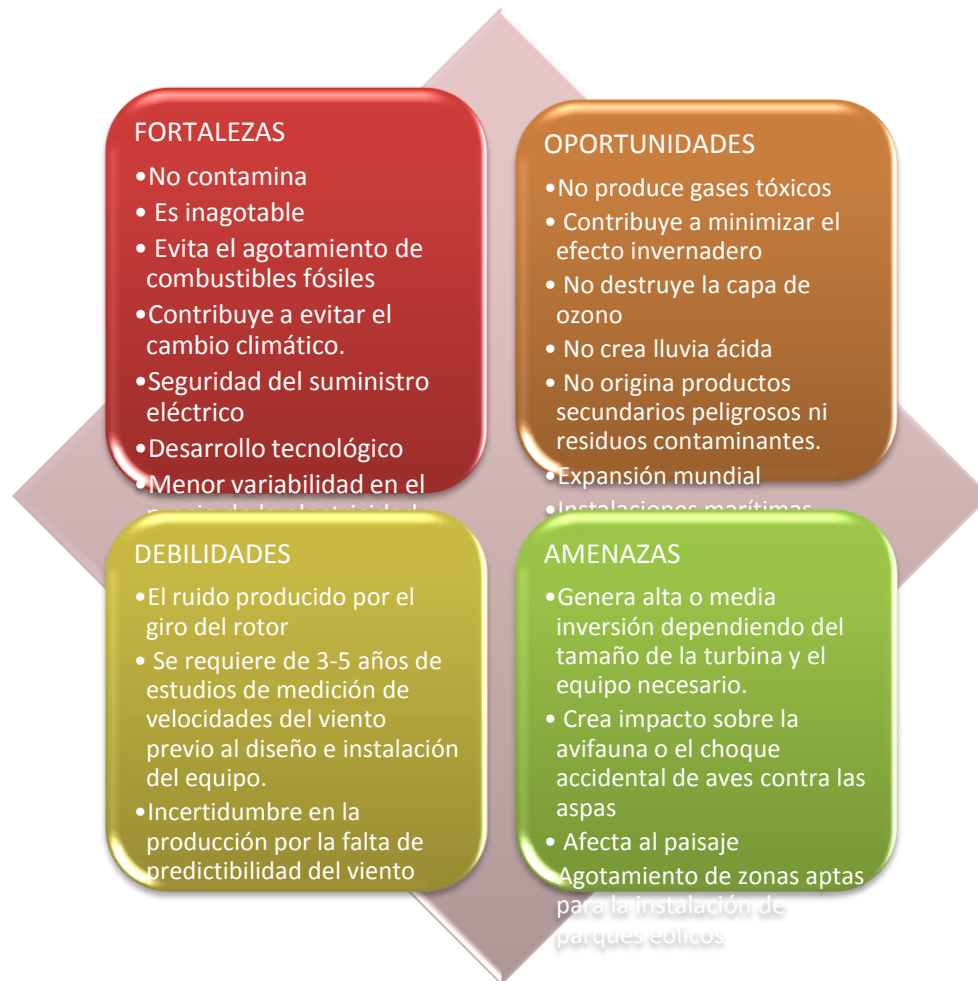 FORTALEZAS
•No contamina
• Es inagotable
• Evita el agotamiento de
combustibles fósiles
•Contribuye a evitar el
cambio climático.
•Seguridad del suministro
eléctrico
•Desarrollo tecnológico
•Menor variabilidad en el
OPORTUNIDADES
•No produce gases tóxicos
• Contribuye a minimizar el
efecto invernadero
• No destruye la capa de
ozono
• No crea lluvia ácida
• No origina productos
secundarios peligrosos ni
residuos contaminantes.
•Expansión mundial
•Instalaciones marítimas
DEBILIDADES
•El ruido producido por el
giro del rotor
• Se requiere de 3-5 años de
estudios de medición de
velocidades del viento
previo al diseño e instalación
del equipo.
•Incertidumbre en la
producción por la falta de
predictibilidad del viento
AMENAZAS
•Genera alta o media
inversión dependiendo del
tamaño de la turbina y el
equipo necesario.
• Crea impacto sobre la
avifauna o el choque
accidental de aves contra las
aspas
• Afecta al paisaje
•Agotamiento de zonas aptas
para la instalación de
parques eólicos